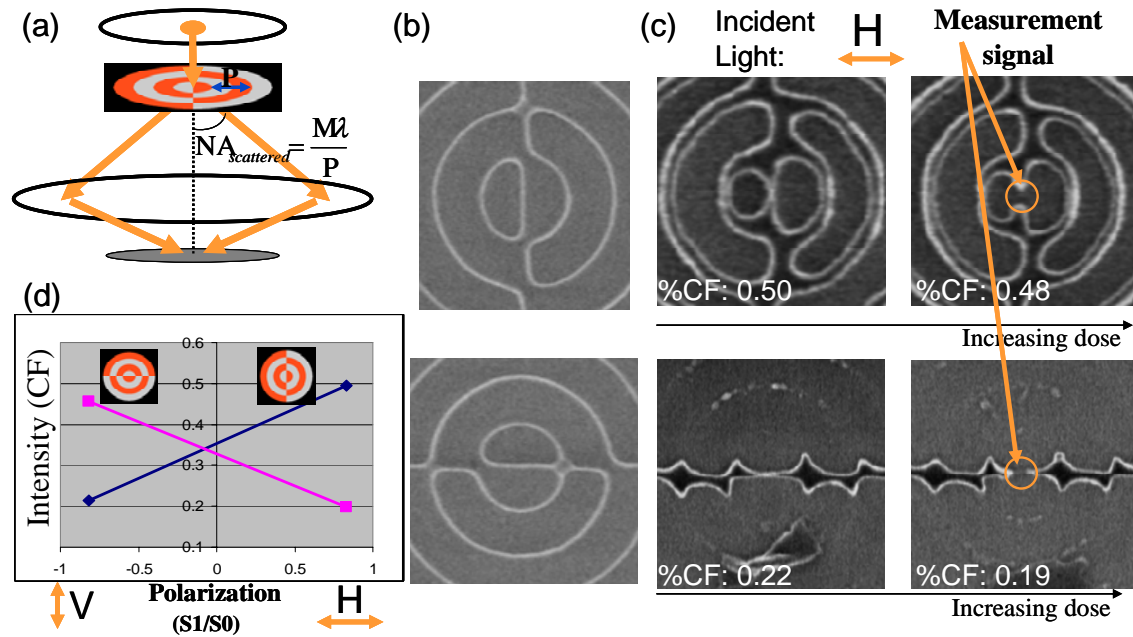 (a)
P
NAscattered = Mλ
P
(b)
(c)
Incident
Light:
H
Measurement
signal
%CF: 0.50
%CF: 0.48
Increasing dose
(d)
Intensity (CF)
0.6
0.5
0.4
0.3
0.2
0.1
-1
-0.5
0
0.5
1
V
Polarization
(S1/S0)
H
%CF: 0.22
%CF: 0.19
Increasing dose